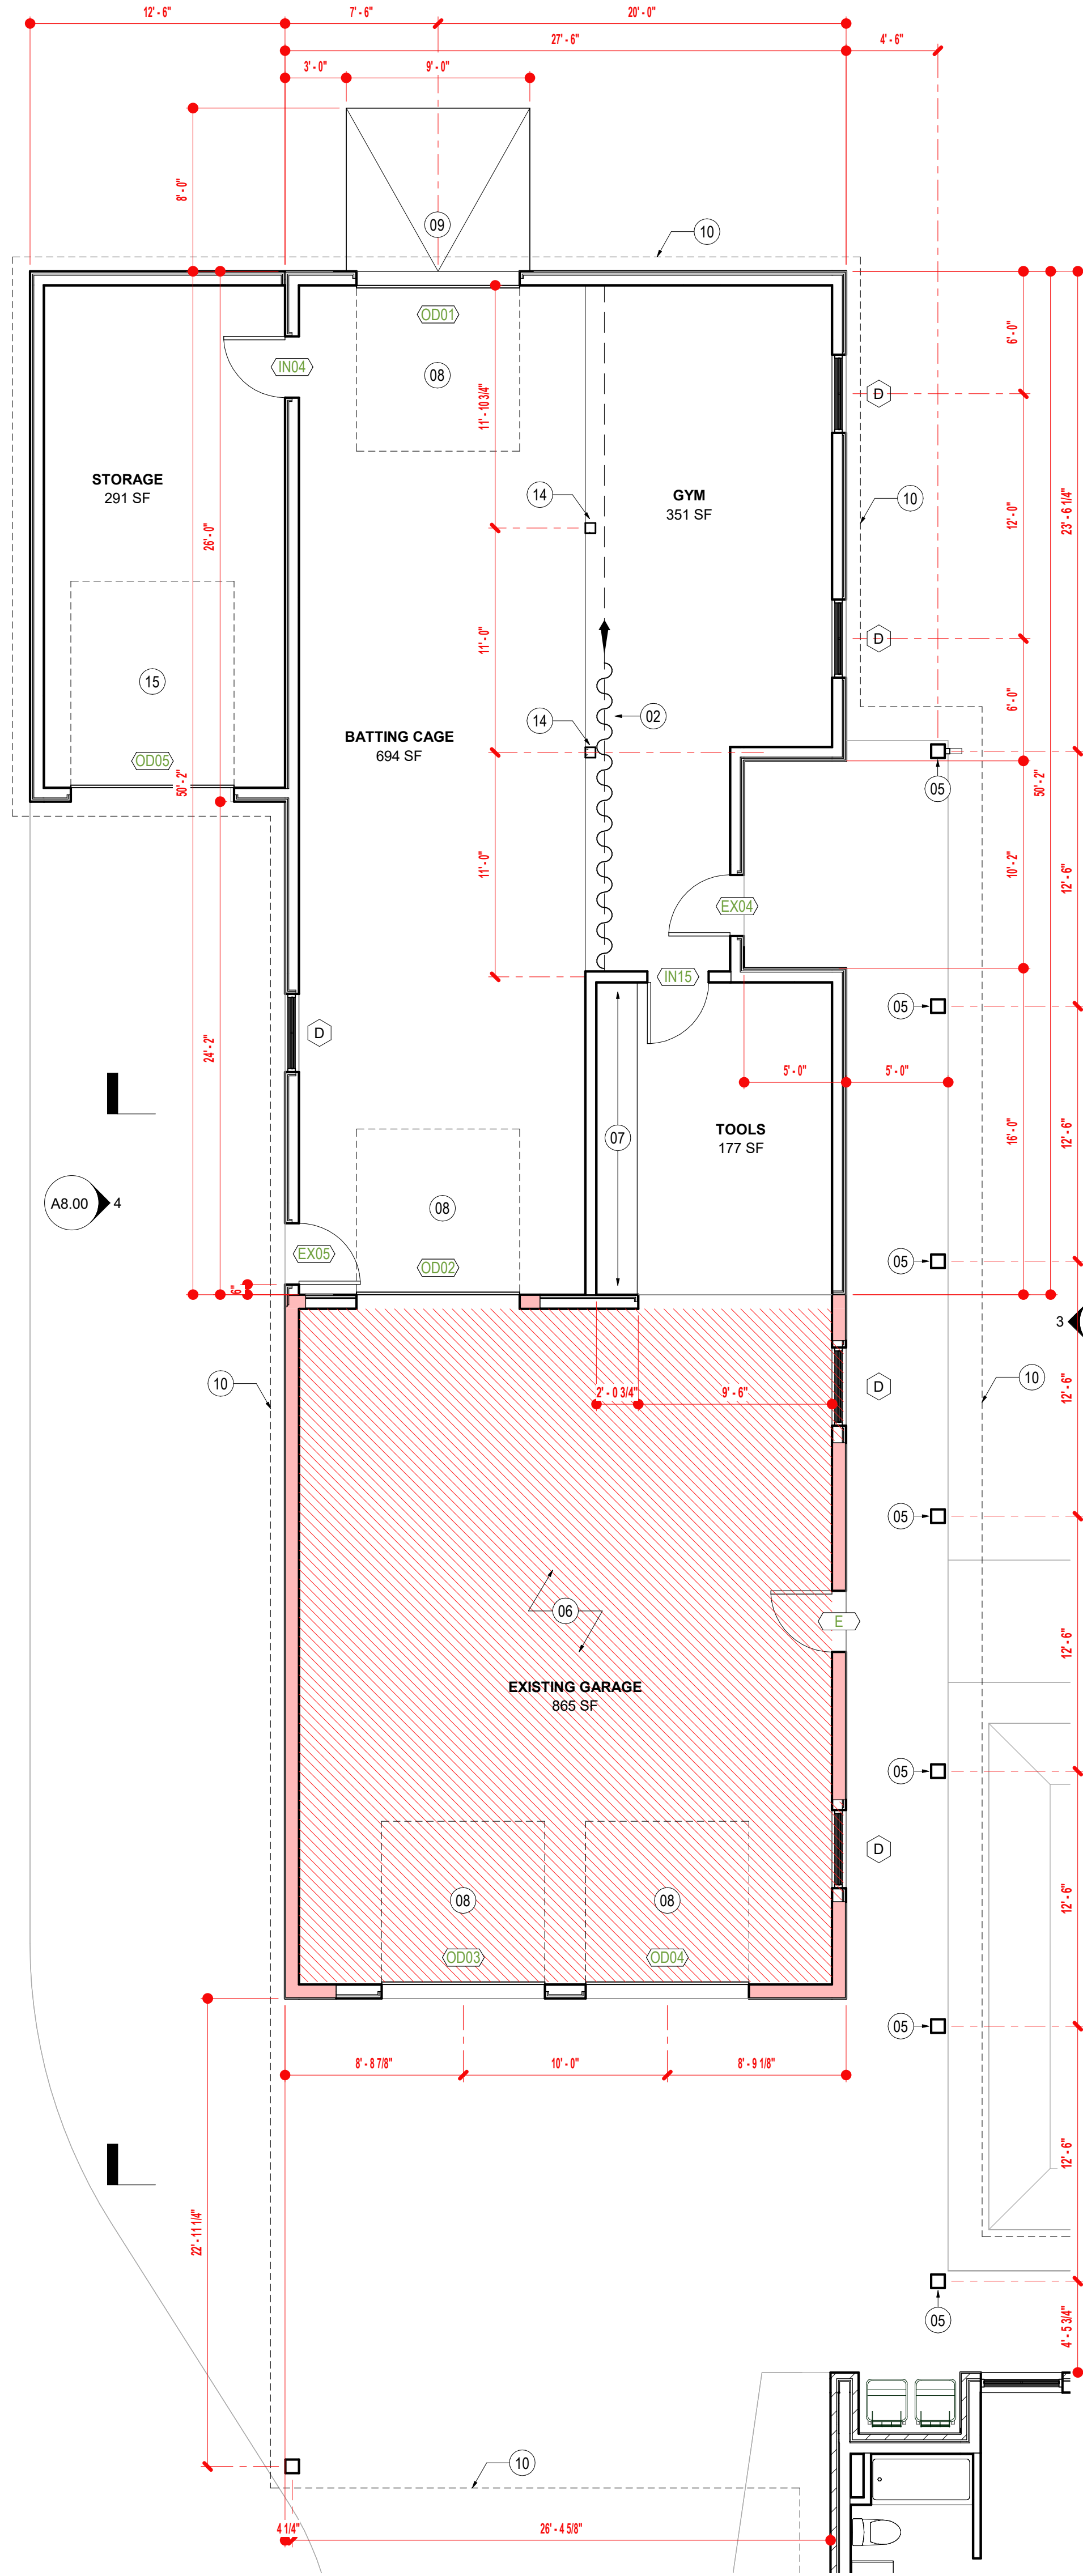 12' - 6"
7' - 6"
20' - 0"
27' - 6"
4' - 6"
3' - 0"
9' - 0"
8' - 0"
09
10
OD01
IN04
08
11' - 10 3/4"
6' - 0"
D
STORAGE
291 SF
14
GYM
351 SF
10
12' - 0"
23' - 6 1/4"
26' - 0"
11' - 0"
D
15
02
6' - 0"
14
BATTING CAGE
694 SF
OD05
50' - 2"
05
50' - 2"
11' - 0"
10' - 2"
12' - 6"
EX04
IN15
05
D
24' - 2"
5' - 0"
5' - 0"
07
TOOLS
177 SF
16' - 0"
12' - 6"
A8.00
4
08
EX05
OD02
05
6"
3
10
2' - 0 3/4"
9' - 6"
D
10
12' - 6"
05
06
E
12' - 6"
EXISTING GARAGE
865 SF
05
D
08
08
12' - 6"
OD03
OD04
05
8' - 8 7/8"
10' - 0"
8' - 9 1/8"
12' - 6"
22' - 11 1/4"
05
4' - 5 3/4"
10
4 1/4"
26' - 4 5/8"